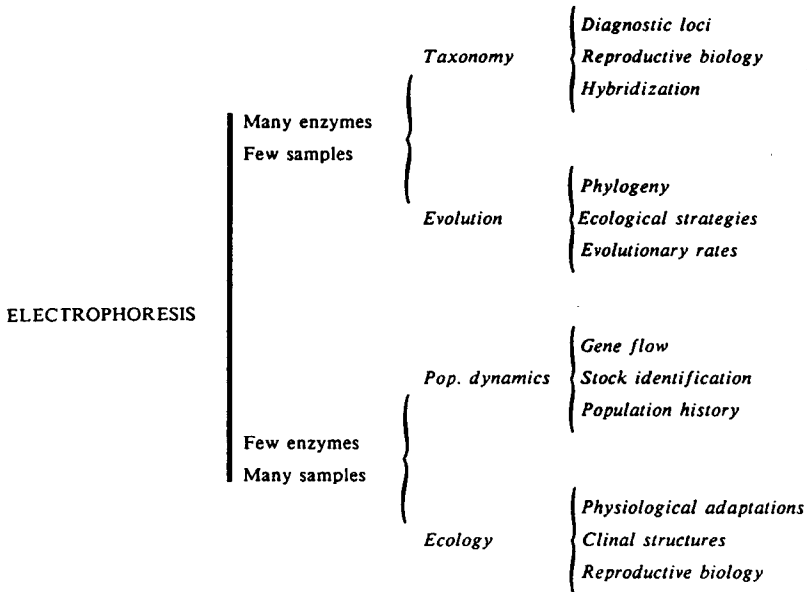 Diagnostic loci
Taxonomy
Reproductive biology
Hybridization
Many enzymes
Few samples
Phylogeny
Evolution
Ecological strategies
Evolutionary rates
ELECTROPHORESIS
Gene flow
Pop. dynamics
Stock identification
Population history
Few enzymes
Many samples
Physiological adaptations
Ecology
Clinal structures
Reproductive biology